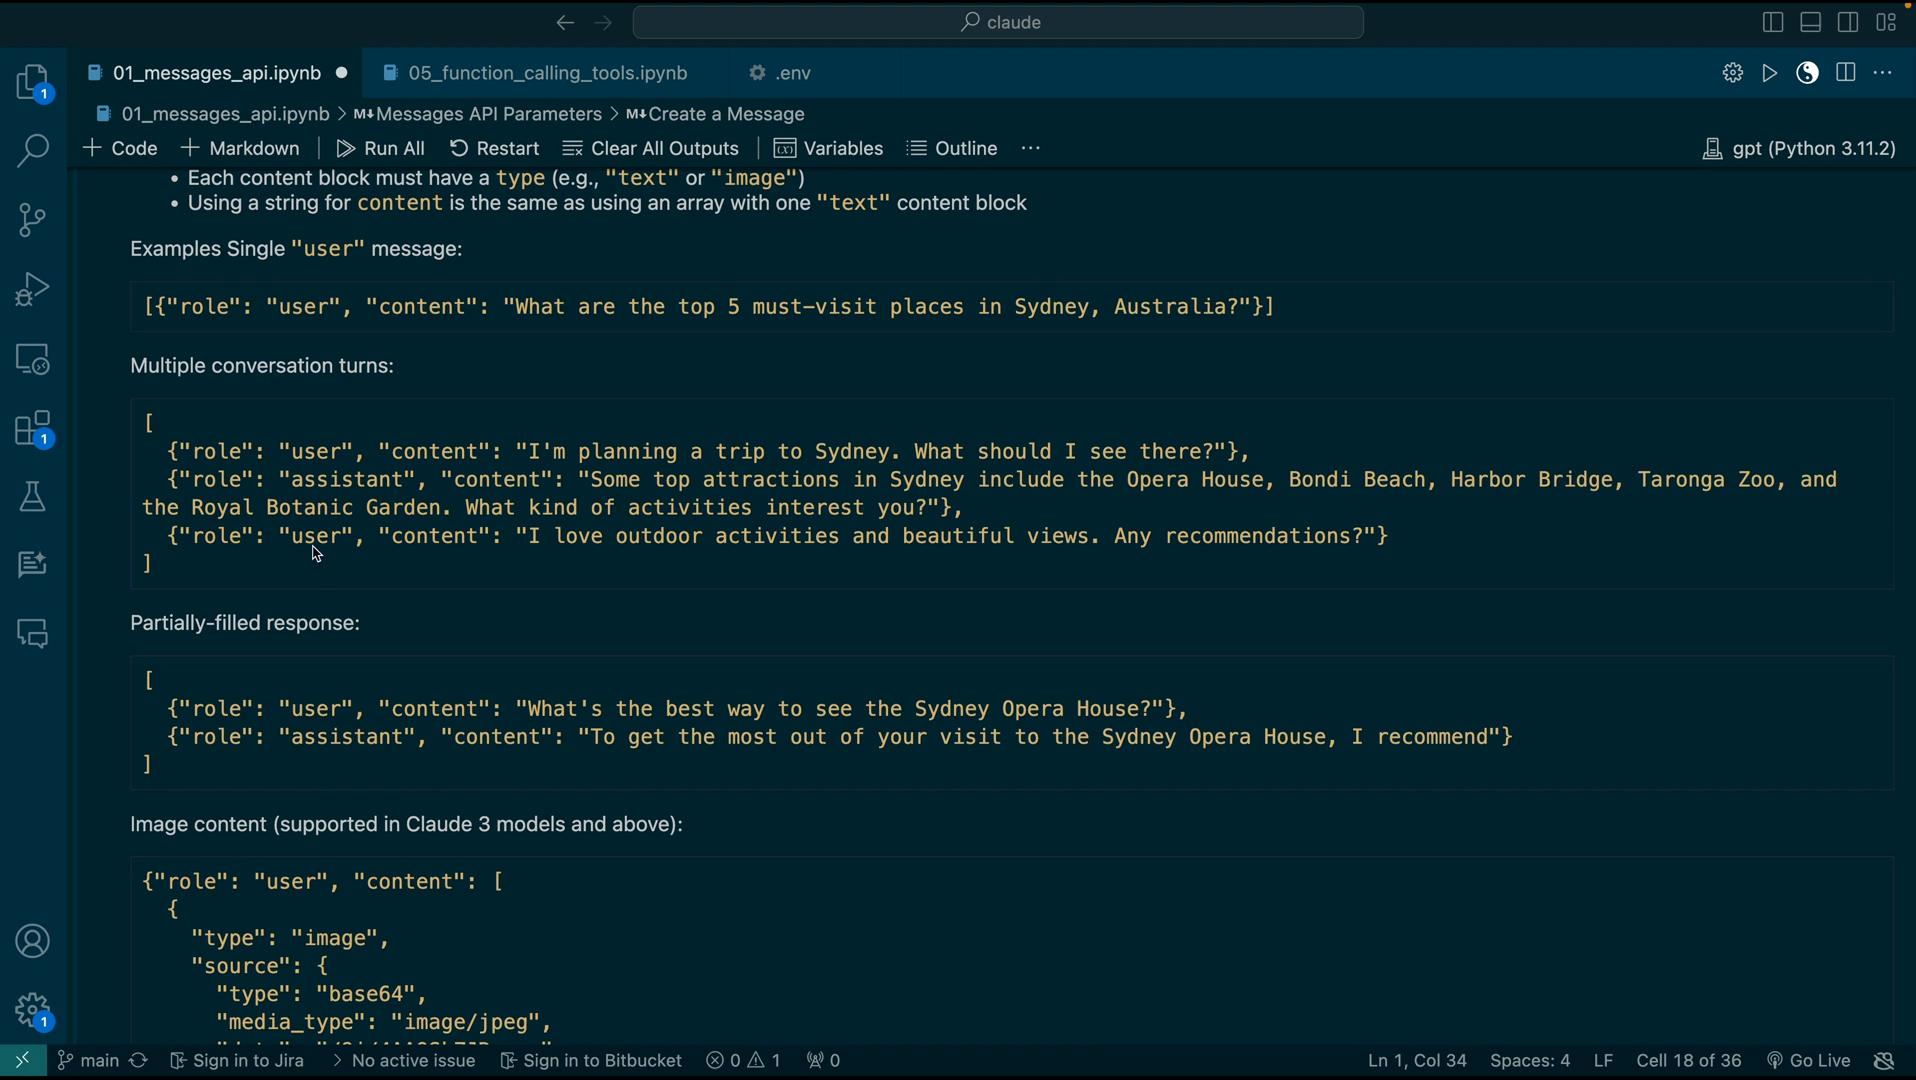 claude
01_messages_api.ipynb
05_function_calling_tools.ipynb
.env
01_messages_api.ipynb > M↓Messages API Parameters > M↓Create a Message
+ Code + Markdown | Run All Restart Clear All Outputs | Variables Outline ...
gpt (Python 3.11.2)
• Each content block must have a type (e.g., "text" or "image")
• Using a string for content is the same as using an array with one "text" content block
Examples Single "user" message:
[{"role": "user", "content": "What are the top 5 must-visit places in Sydney, Australia?"}]
Multiple conversation turns:
[
{"role": "user", "content": "I'm planning a trip to Sydney. What should I see there?"},
{"role": "assistant", "content": "Some top attractions in Sydney include the Opera House, Bondi Beach, Harbor Bridge, Taronga Zoo, and
the Royal Botanic Garden. What kind of activities interest you?"},
{"role": "user", "content": "I love outdoor activities and beautiful views. Any recommendations?"}
]
Partially-filled response:
[
{"role": "user", "content": "What's the best way to see the Sydney Opera House?"},
{"role": "assistant", "content": "To get the most out of your visit to the Sydney Opera House, I recommend"}
]
Image content (supported in Claude 3 models and above):
{"role": "user", "content": [
{
"type": "image",
"source": {
"type": "base64",
"media_type": "image/jpeg",
1
1
1
main Sign in to Jira > No active issue Sign in to Bitbucket 0 1 0
Ln 1, Col 34 Spaces: 4 LF Cell 18 of 36 Go Live